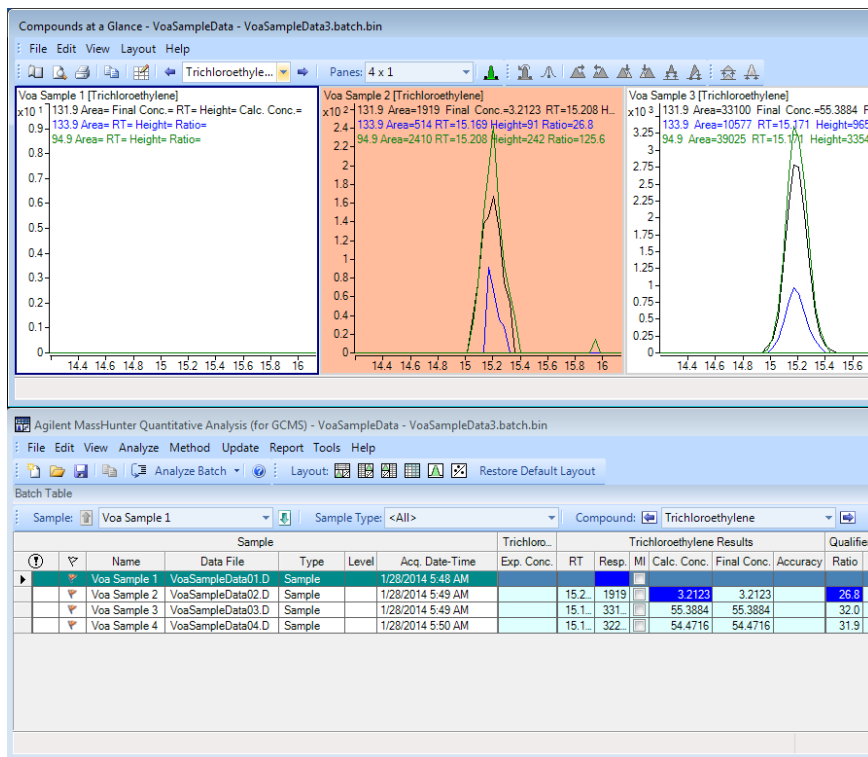 Compounds at a Glance - VoaSampleData - VoaSampleData3.batch.bin
File Edit View Layout Help
Trichloroethyle... Panes: 4 x 1
Voa Sample 1 [Trichloroethylene]
x10 1 131.9 Area= Final Conc.= RT= Height= Calc. Conc.=
133.9 Area= RT= Height= Ratio=
94.9 Area= RT= Height= Ratio=
0.9-
0.8-
0.7-
0.6-
0.5-
0.4-
0.3-
0.2-
0.1-
0-
14.4 14.6 14.8 15 15.2 15.4 15.6 15.8 16
Voa Sample 2 [Trichloroethylene]
x10 2 131.9 Area=1919 Final Conc.=3.2123 RT=15.208 H...
133.9 Area=514 RT=15.169 Height=91 Ratio=26.8
94.9 Area=2410 RT=15.208 Height=242 Ratio=125.6
2.4-
2.2-
2-
1.8-
1.6-
1.4-
1.2-
1-
0.8-
0.6-
0.4-
0.2-
0-
14.4 14.6 14.8 15 15.2 15.4 15.6 15.8 16
Voa Sample 3 [Trichloroethylene]
x10 3 131.9 Area=33100 Final Conc.=55.3884
133.9 Area=10577 RT=15.171 Height=965
94.9 Area=39025 RT=15.171 Height=3354
3.25-
3-
2.75-
2.5-
2.25-
2-
1.75-
1.5-
1.25-
1-
0.75-
0.5-
0.25-
0-
14.4 14.6 14.8 15 15.2 15.4 15.6
Agilent MassHunter Quantitative Analysis (for GCMS) - VoaSampleData - VoaSampleData3.batch.bin
File Edit View Analyze Method Update Report Tools Help
Analyze Batch Layout: Restore Default Layout
Batch Table
Sample: Voa Sample 1 Sample Type: <All> Compound: Trichloroethylene
Sample Trichloro... Trichloroethylene Results Qualifie
Name Data File Type Level Acq. Date-Time Exp. Conc. RT Resp. MI Calc. Conc. Final Conc. Accuracy Ratio
Voa Sample 1 VoaSampleData01.D Sample 1/28/2014 5:48 AM
Voa Sample 2 VoaSampleData02.D Sample 1/28/2014 5:49 AM 15.2... 1919 3.2123 3.2123 26.8
Voa Sample 3 VoaSampleData03.D Sample 1/28/2014 5:49 AM 15.1... 331... 55.3884 55.3884 32.0
Voa Sample 4 VoaSampleData04.D Sample 1/28/2014 5:50 AM 15.1... 322... 54.4716 54.4716 31.9